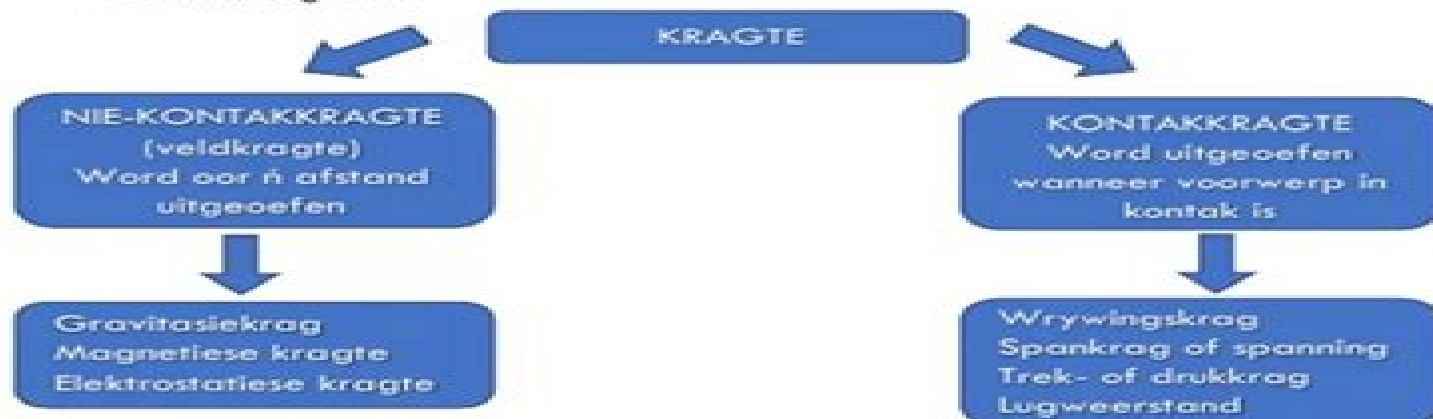 KRAGTE
NIE-KONTAKKRAGTE
(veldkragte)
Word oor ń afstand
uitgeoefen
KONTAKKRAGTE
Word uitgeoefen
wanneer voorwerp in
kontak is
Gravitasiekrag
Magnetiese kragte
Elektrostatiese kragte
Wrywingskrag
Spankrag of spanning
Trek- of drukkrag
Lugweerstand